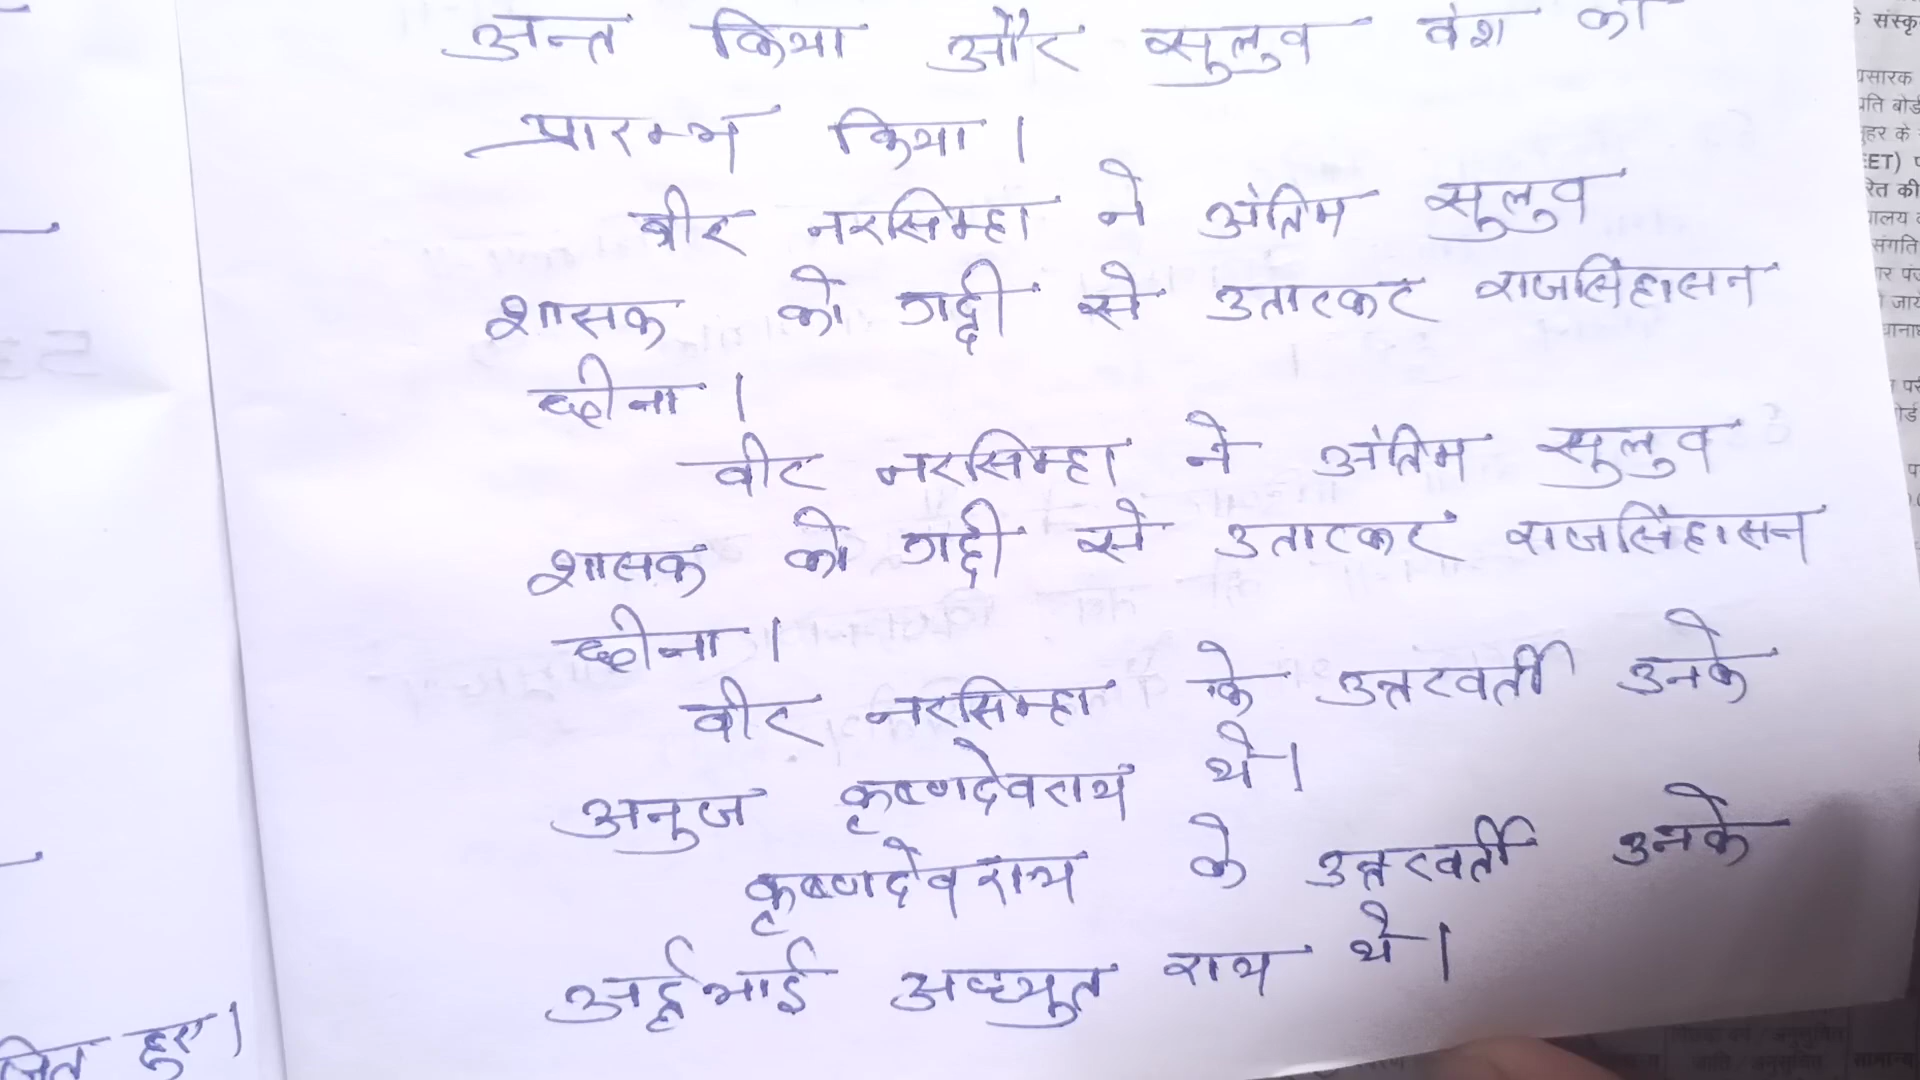 अन्त किया और सुलुव वंश का
प्रारम्भ किया।
वीर नरसिम्हा ने अंतिम सुलुव
शासक को गद्दी से उतारकर राजसिंहासन
छीना।
वीर नरसिम्हा ने अंतिम सुलुव
शासक को गद्दी से उतारकर राजसिंहासन
छीना।
वीर नरसिम्हा के उत्तरवर्ती उनके
अनुज कृष्णदेवराय थे।
कृष्णदेव राय के उत्तरवर्ती उनके
अर्द्धभाई अच्युत राय थे।
हुए।